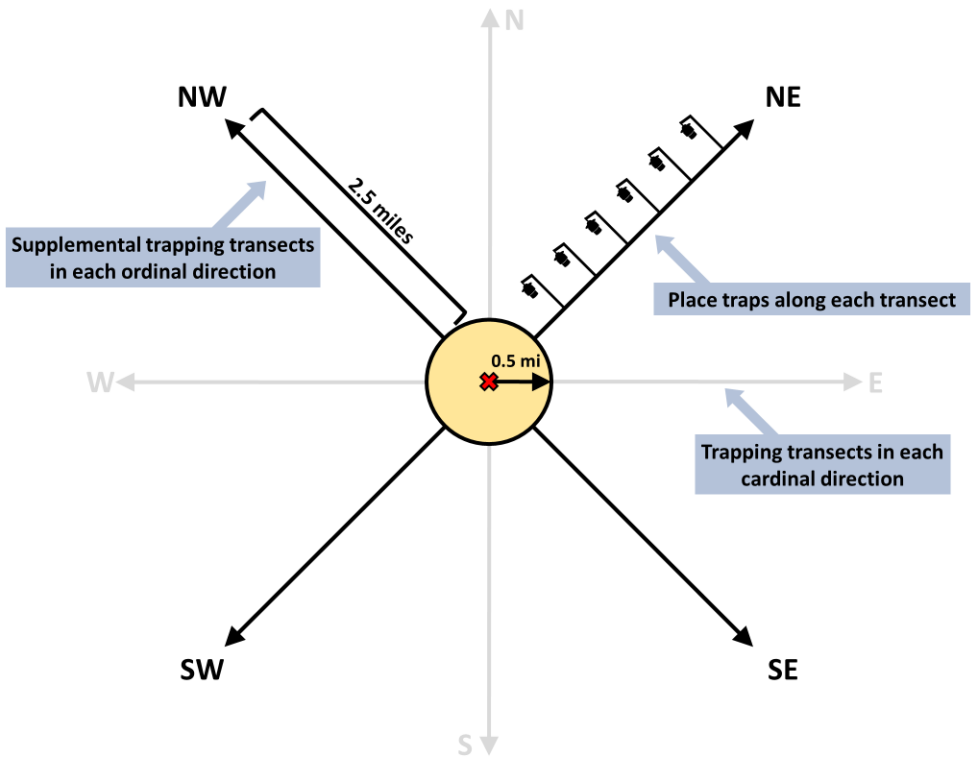 N
NW
NE
2.5 miles
Supplemental trapping transects
in each ordinal direction
Place traps along each transect
0.5 mi
W
E
Trapping transects in each
cardinal direction
SW
SE
S